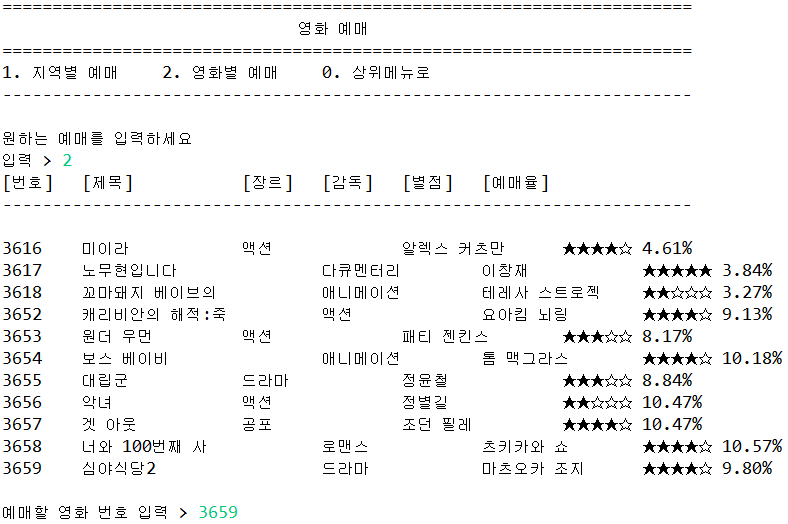 =====================================================================
영화 예매
=====================================================================
1. 지역별 예매 2. 영화별 예매 0. 상위메뉴로
---------------------------------------------------------------------
원하는 예매를 입력하세요
입력 > 2
[번호] [제목] [장르] [감독] [별점] [예매율]
---------------------------------------------------------------------
3616 미이라 액션 알렉스 커츠만 ★★★★☆ 4.61%
3617 노무현입니다 다큐멘터리 이창재 ★★★★★ 3.84%
3618 꼬마돼지 베이브의 애니메이션 테레사 스트로젝 ★★☆☆☆ 3.27%
3652 캐리비안의 해적:죽 액션 요아킴 뇌링 ★★★★☆ 9.13%
3653 원더 우먼 액션 패티 젠킨스 ★★★☆☆ 8.17%
3654 보스 베이비 애니메이션 톰 맥그라스 ★★★★☆ 10.18%
3655 대립군 드라마 정윤철 ★★★☆☆ 8.84%
3656 악녀 액션 정별길 ★★☆☆☆ 10.47%
3657 겟 아웃 공포 조던 필레 ★★★★☆ 10.47%
3658 너와 100번째 사 로맨스 츠키카와 쇼 ★★★★☆ 10.57%
3659 심야식당2 드라마 마츠오카 조지 ★★★★☆ 9.80%
예매할 영화 번호 입력 > 3659